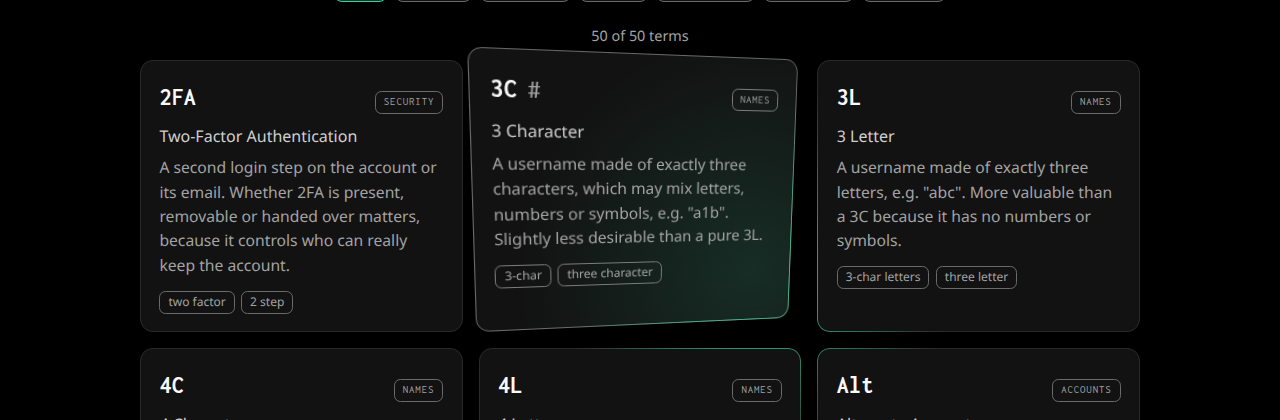 50 of 50 terms
2FA
SECURITY
Two-Factor Authentication
A second login step on the account or
its email. Whether 2FA is present,
removable or handed over matters,
because it controls who can really
keep the account.
two factor
2 step
3C #
NAMES
3 Character
A username made of exactly three
characters, which may mix letters,
numbers or symbols, e.g. "a1b".
Slightly less desirable than a pure 3L.
3-char
three character
3L
NAMES
3 Letter
A username made of exactly three
letters, e.g. "abc". More valuable than
a 3C because it has no numbers or
symbols.
3-char letters
three letter
4C
NAMES
4L
NAMES
Alt
ACCOUNTS